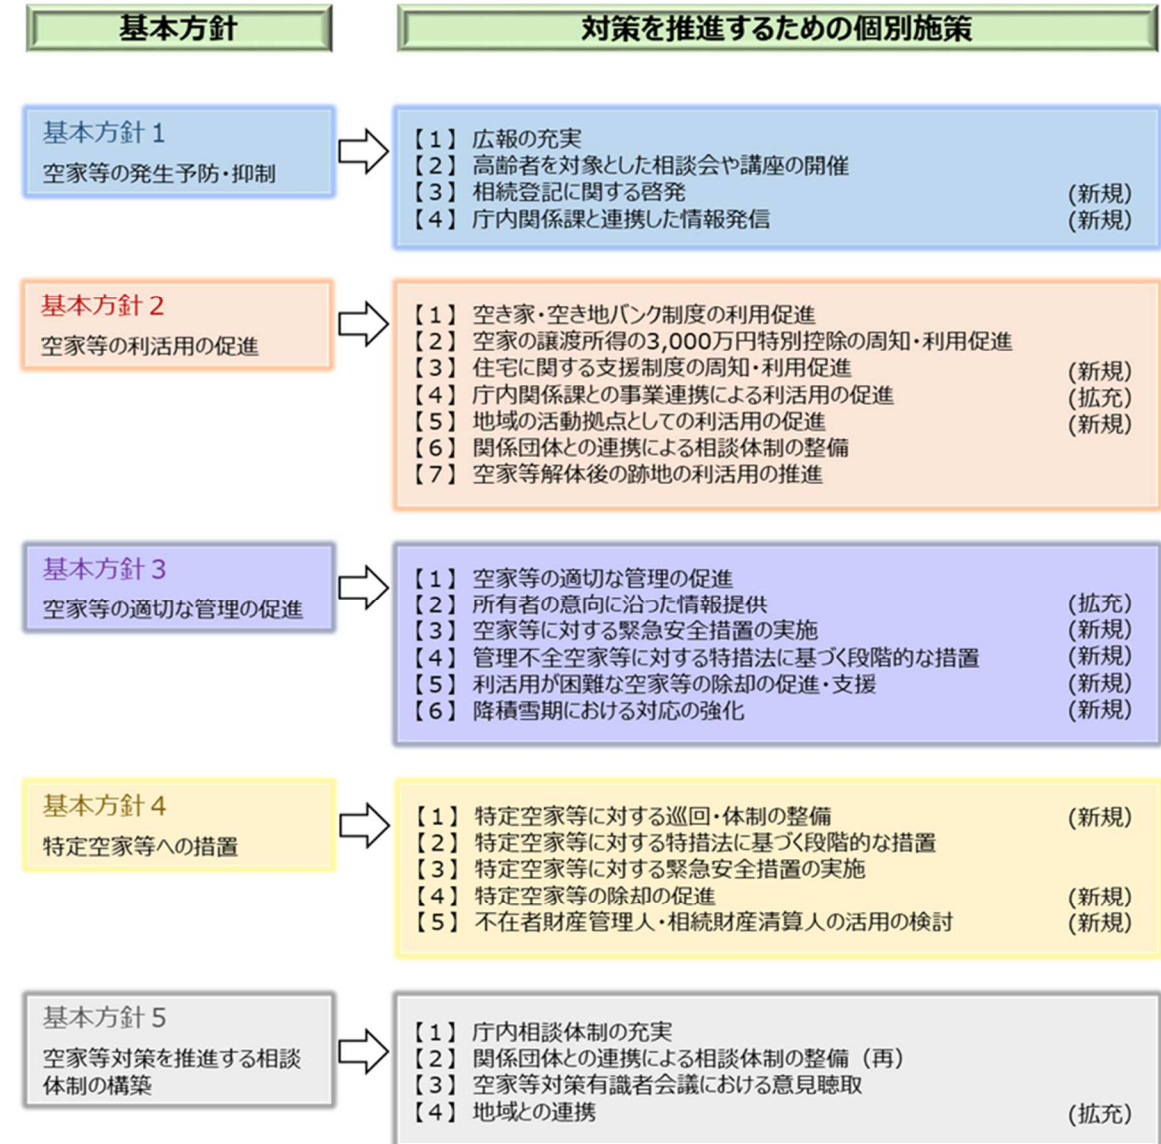 基本方針
対策を推進するための個別施策
基本方針1
空家等の発生予防・抑制
【1】広報の充実
【2】高齢者を対象とした相談会や講座の開催
【3】相続登記に関する啓発 (新規)
【4】庁内関係課と連携した情報発信 (新規)
基本方針2
空家等の利活用の促進
【1】空き家・空き地バンク制度の利用促進
【2】空家の譲渡所得の3,000万円特別控除の周知・利用促進
【3】住宅に関する支援制度の周知・利用促進 (新規)
【4】庁内関係課との事業連携による利活用の促進 (拡充)
【5】地域の活動拠点としての利活用の促進 (新規)
【6】関係団体との連携による相談体制の整備
【7】空家等解体後の跡地の利活用の推進
基本方針3
空家等の適切な管理の促進
【1】空家等の適切な管理の促進
【2】所有者の意向に沿った情報提供 (拡充)
【3】空家等に対する緊急安全措置の実施 (新規)
【4】管理不全空家等に対する特措法に基づく段階的な措置 (新規)
【5】利活用が困難な空家等の除却の促進・支援 (新規)
【6】降積雪期における対応の強化 (新規)
基本方針4
特定空家等への措置
【1】特定空家等に対する巡回・体制の整備 (新規)
【2】特定空家等に対する特措法に基づく段階的な措置
【3】特定空家等に対する緊急安全措置の実施
【4】特定空家等の除却の促進 (新規)
【5】不在者財産管理人・相続財産清算人の活用の検討 (新規)
基本方針5
空家等対策を推進する相談
体制の構築
【1】庁内相談体制の充実
【2】関係団体との連携による相談体制の整備（再）
【3】空家等対策有識者会議における意見聴取
【4】地域との連携 (拡充)